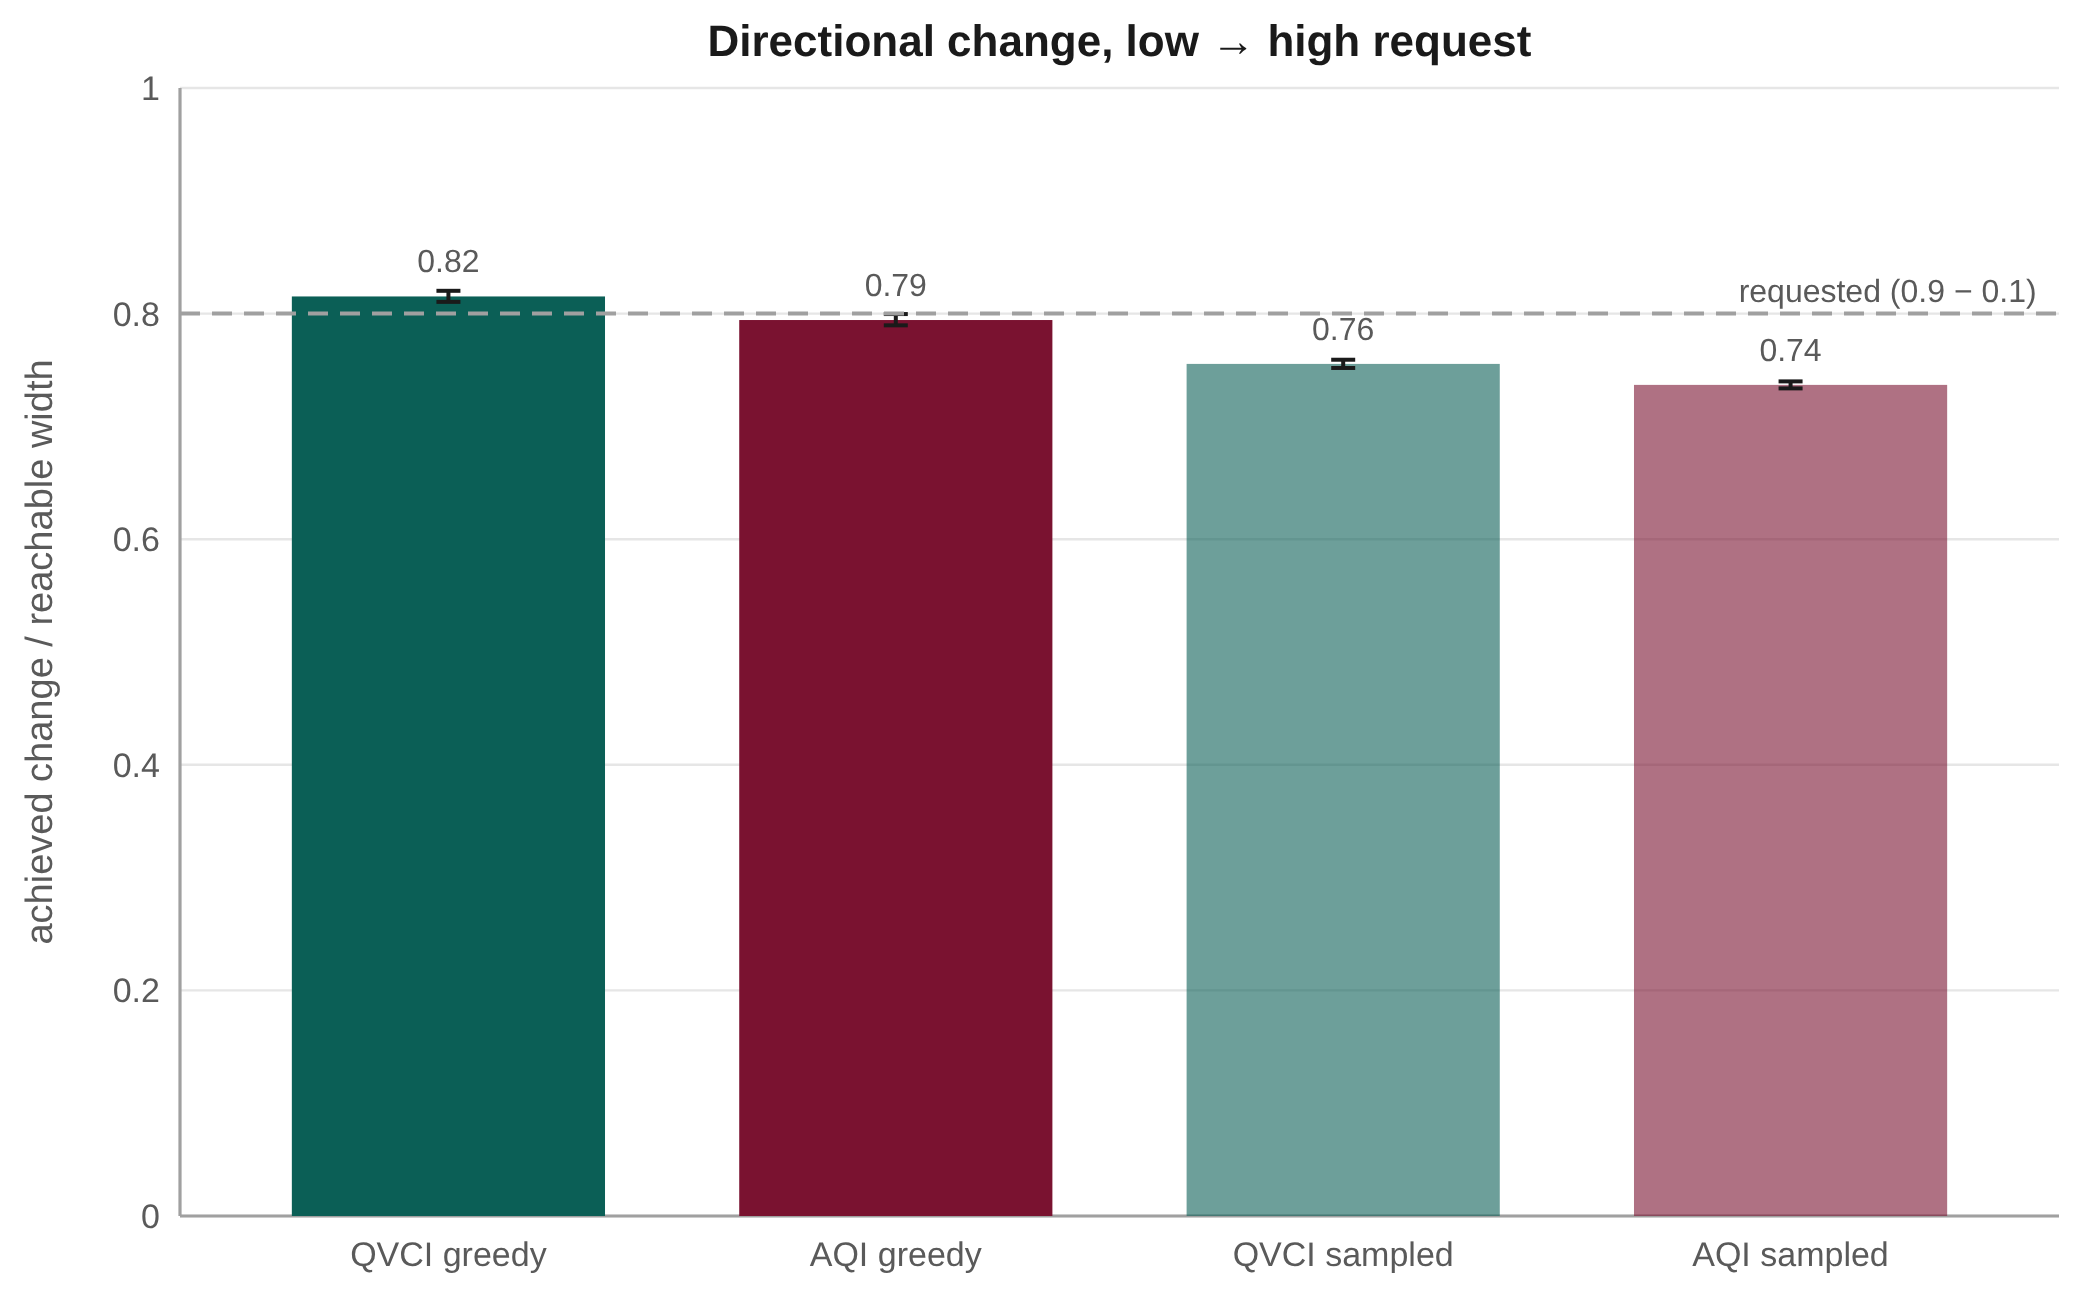 Directional change, low → high request
achieved change / reachable width
1
0.8
0.6
0.4
0.2
0
0.82
0.79
requested (0.9 − 0.1)
0.76
0.74
QVCI greedy
AQI greedy
QVCI sampled
AQI sampled